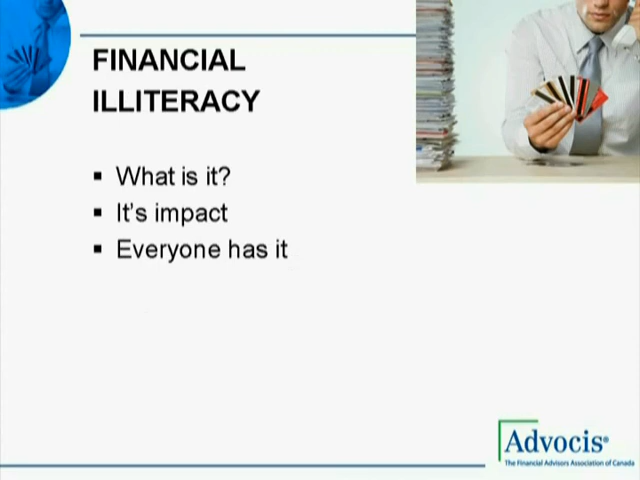 FINANCIAL
ILLITERACY
▪ What is it?
▪ It's impact
▪ Everyone has it
Advocis®
The Financial Advisors Association of Canada